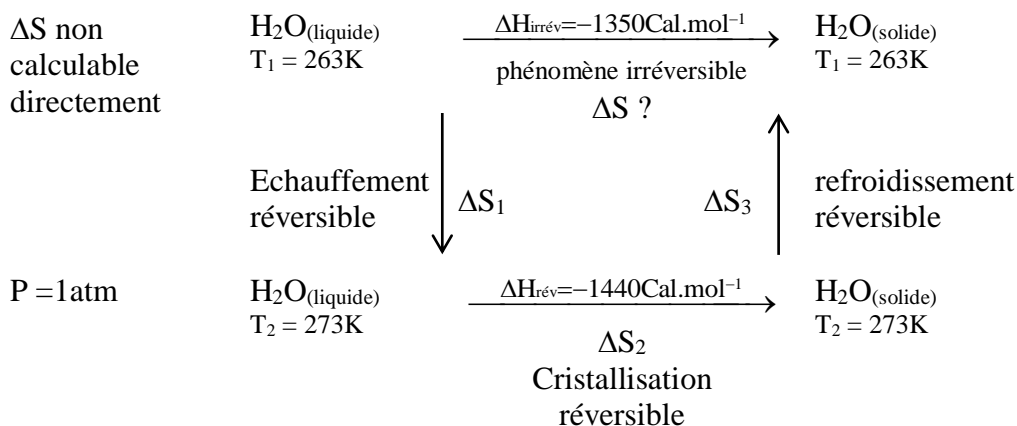 ΔS non
calculable
directement
H₂O(liquide)
T₁ = 263K
ΔHirrév=−1350Cal.mol⁻¹
phénomène irréversible
ΔS ?
H₂O(solide)
T₁ = 263K
Echauffement
réversible
ΔS₁
ΔS₃
refroidissement
réversible
P =1atm
H₂O(liquide)
T₂ = 273K
ΔHrév=−1440Cal.mol⁻¹
ΔS₂
Cristallisation
réversible
H₂O(solide)
T₂ = 273K